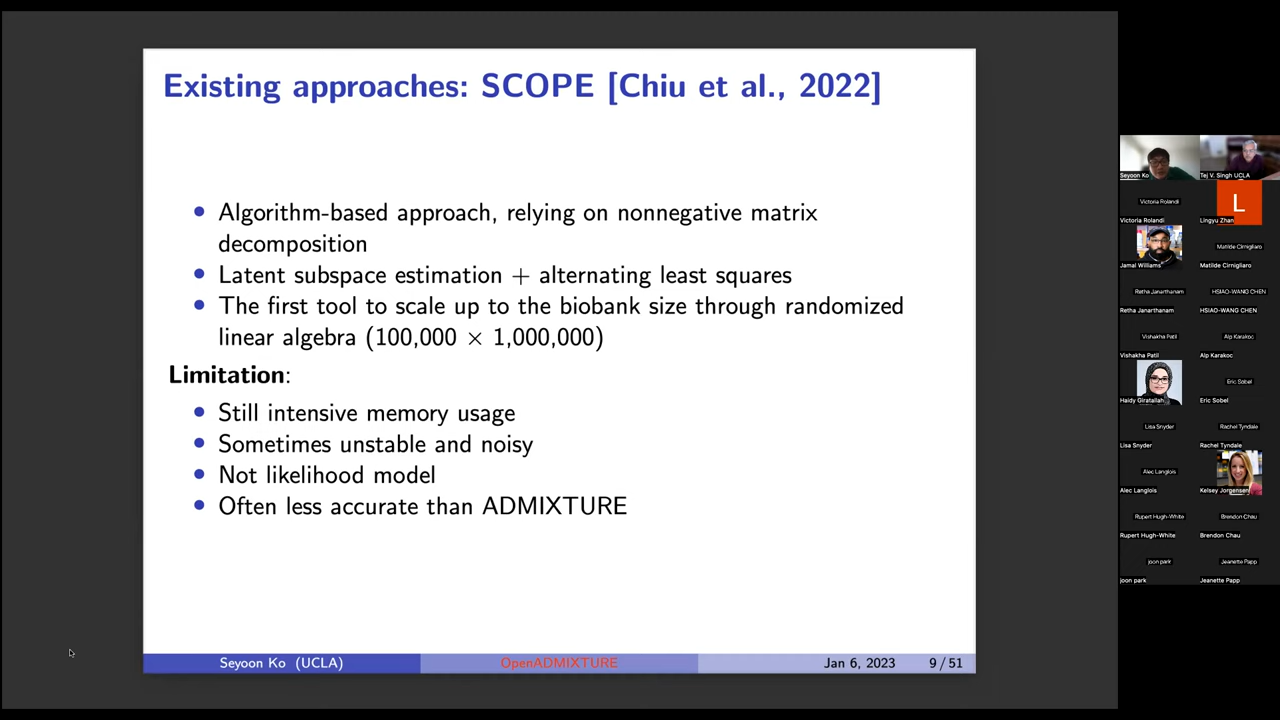 Existing approaches: SCOPE [Chiu et al., 2022]
• Algorithm-based approach, relying on nonnegative matrix
decomposition
• Latent subspace estimation + alternating least squares
• The first tool to scale up to the biobank size through randomized
linear algebra (100,000 × 1,000,000)
Limitation:
• Still intensive memory usage
• Sometimes unstable and noisy
• Not likelihood model
• Often less accurate than ADMIXTURE
Seyoon Ko (UCLA)
OpenADMIXTURE
Jan 6, 2023
9 / 51
Seyoon Ko
Tej V. Singh UCLA
Victoria Rolandi
Victoria Rolandi
L
Lingyu Zhan
Jamal Williams
Matilde Cirnigliaro
Matilde Cirnigliaro
Retha Janarthanam
Retha Janarthanam
HSIAO-WANG CHEN
HSIAO-WANG CHEN
Vishakha Patil
Vishakha Patil
Alp Karakoc
Alp Karakoc
Haidy Giratallah
Eric Sobel
Eric Sobel
Lisa Snyder
Lisa Snyder
Rachel Tyndale
Rachel Tyndale
Alec Langlois
Alec Langlois
Kelsey Jorgensen
Rupert Hugh-White
Rupert Hugh-White
Brendon Chau
Brendon Chau
joon park
joon park
Jeanette Papp
Jeanette Papp